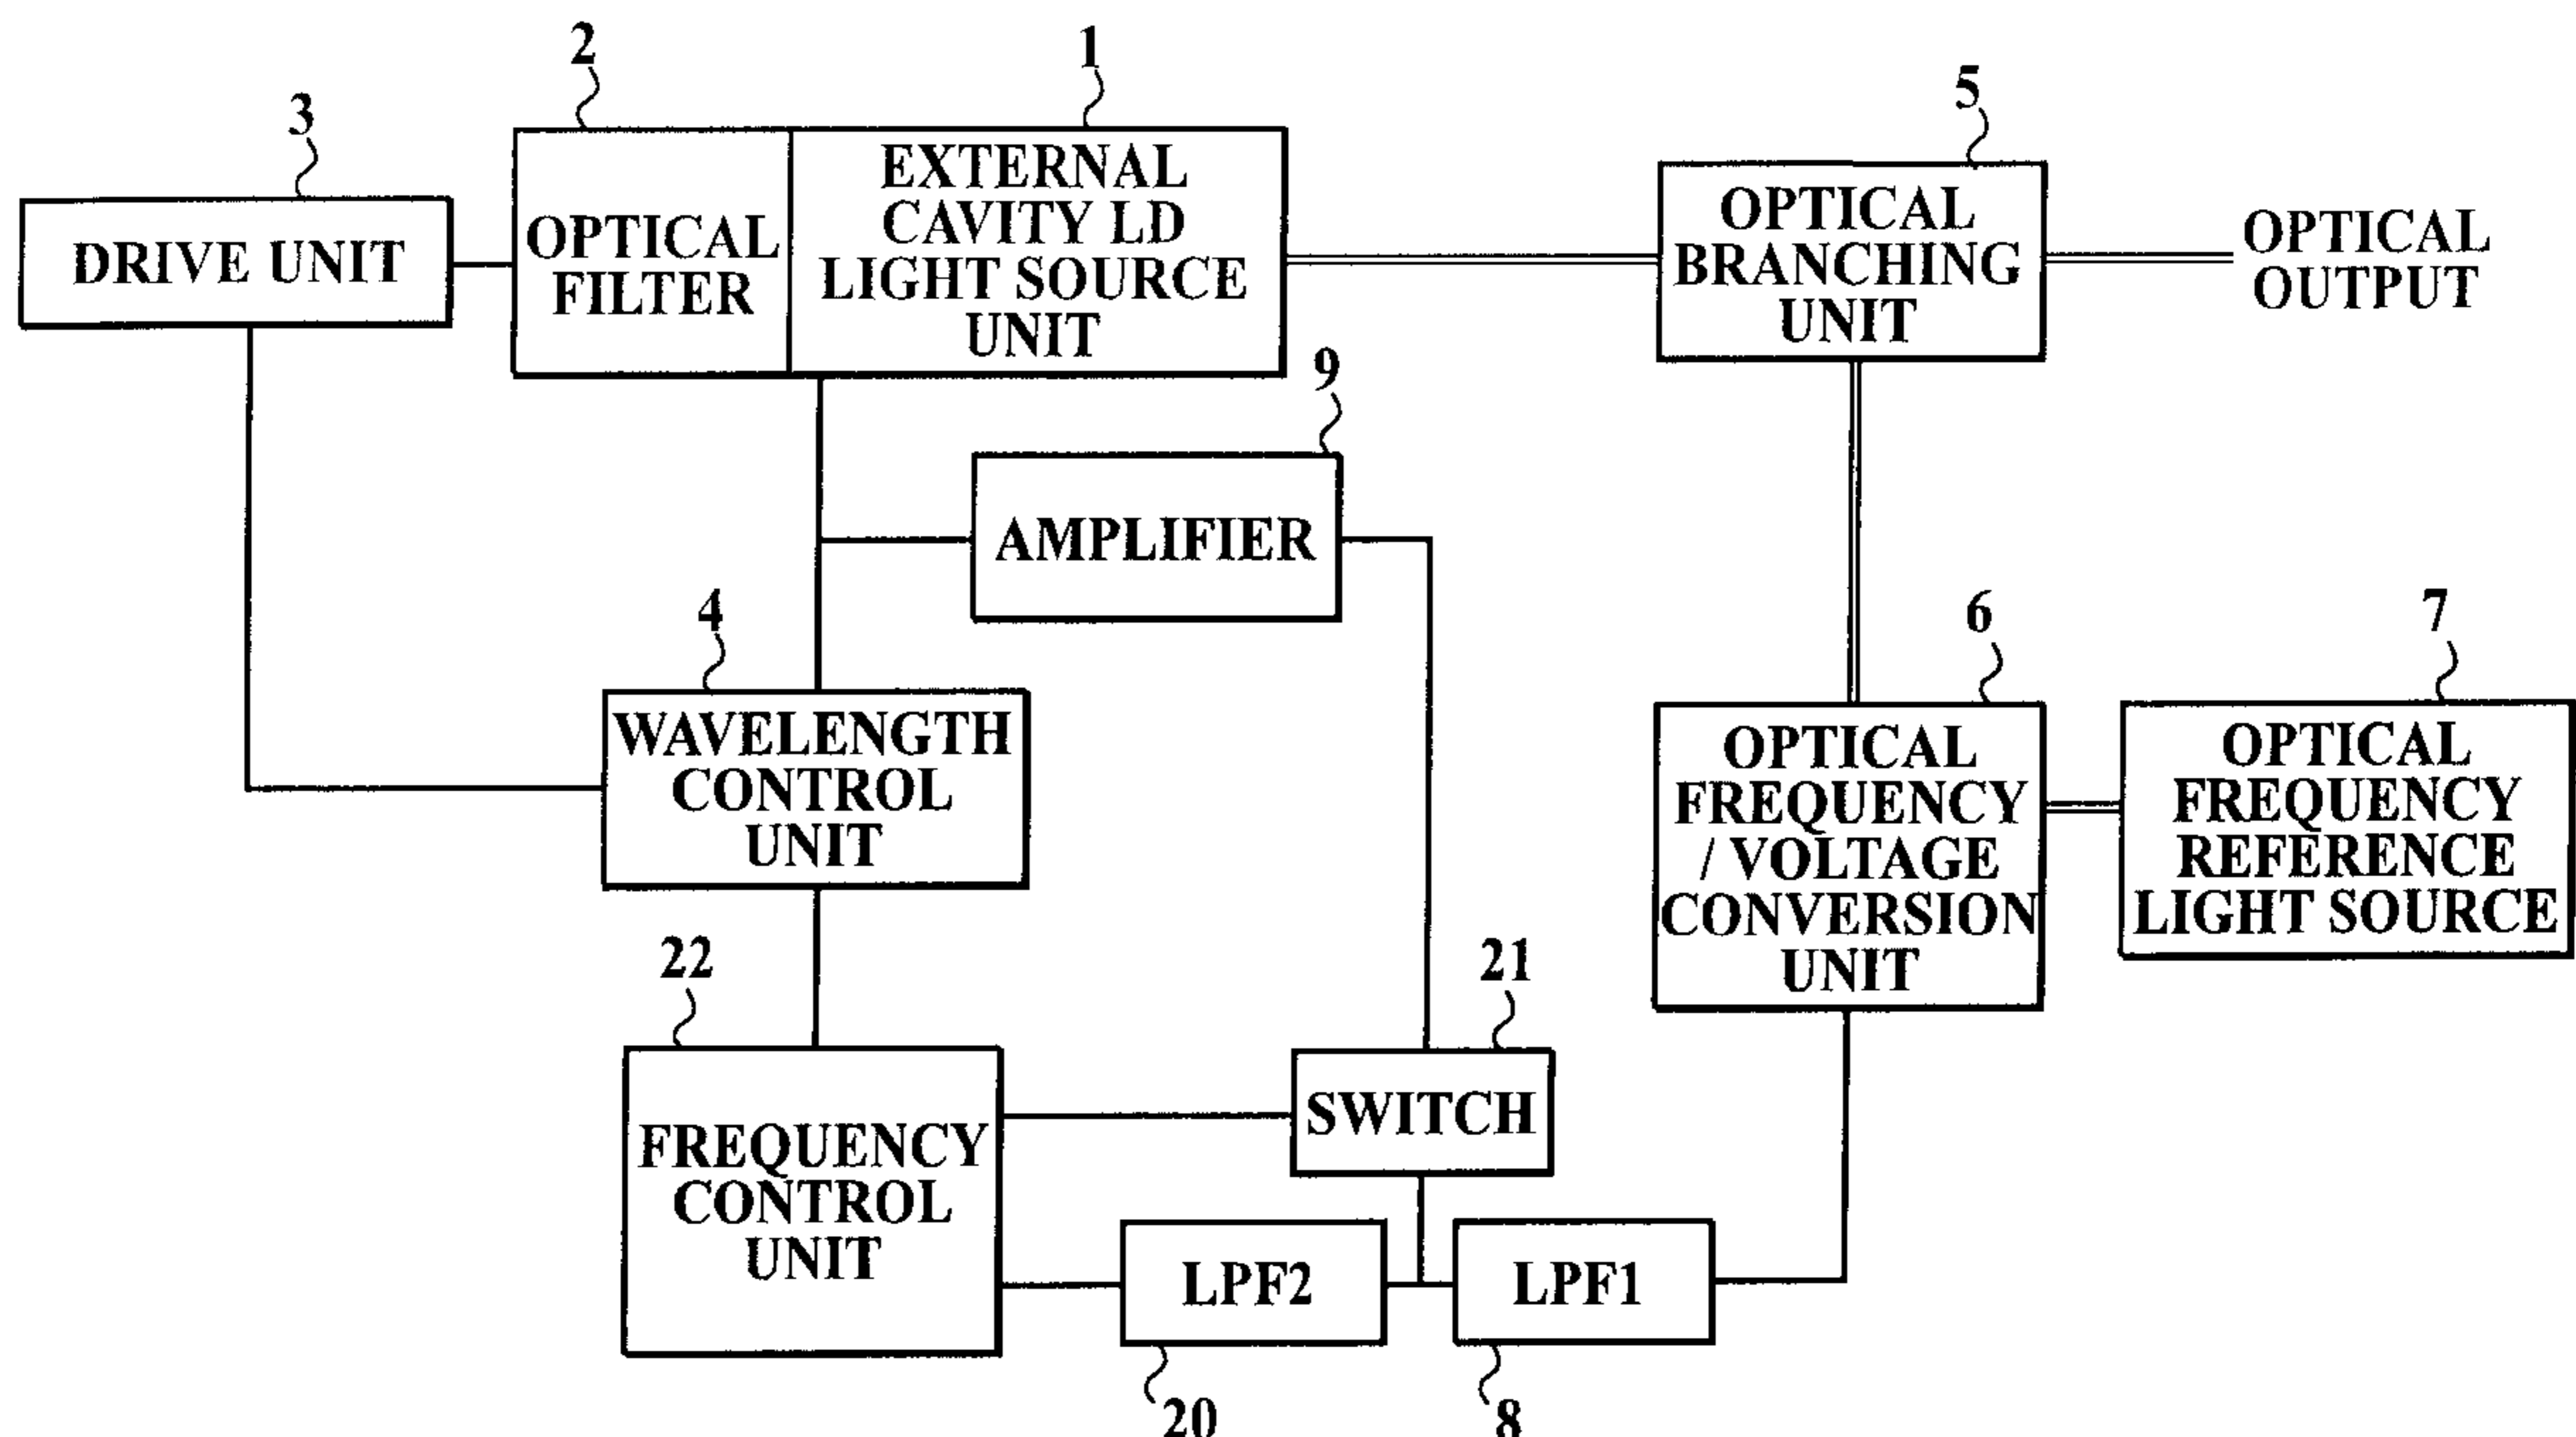 2
1
3
5
DRIVE UNIT
OPTICAL
FILTER
EXTERNAL
CAVITY LD
LIGHT SOURCE
UNIT
OPTICAL
BRANCHING
UNIT
OPTICAL
OUTPUT
9
AMPLIFIER
4
6
7
WAVELENGTH
CONTROL
UNIT
OPTICAL
FREQUENCY
/ VOLTAGE
CONVERSION
UNIT
OPTICAL
FREQUENCY
REFERENCE
LIGHT SOURCE
22
21
FREQUENCY
CONTROL
UNIT
SWITCH
LPF2
LPF1
20
8